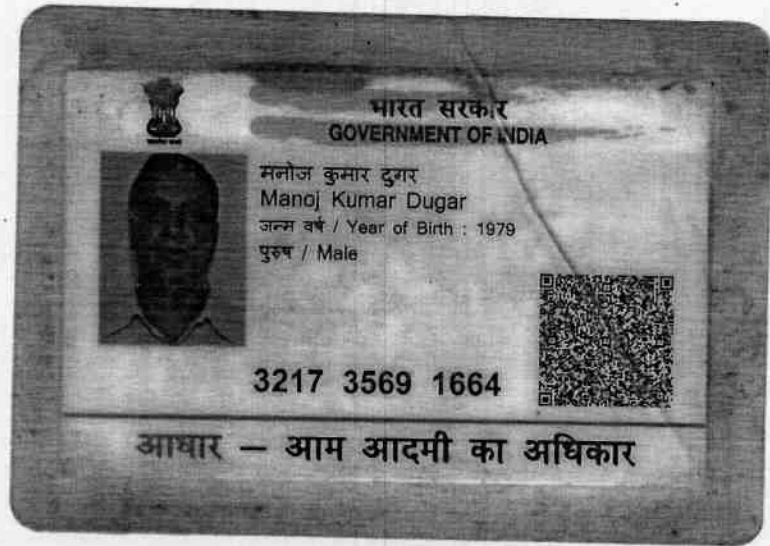 भारत सरकार
GOVERNMENT OF INDIA
मनोज कुमार दुगर
Manoj Kumar Dugar
जन्म वर्ष / Year of Birth : 1979
पुरुष / Male
3217 3569 1664
आधार – आम आदमी का अधिकार